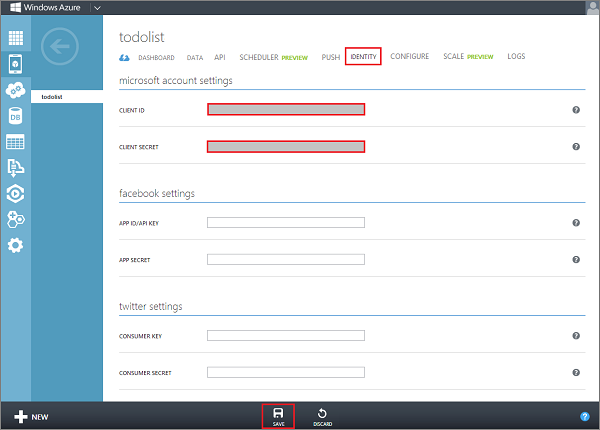 Windows Azure
todolist
DASHBOARD DATA API SCHEDULER PREVIEW PUSH IDENTITY CONFIGURE SCALE PREVIEW LOGS
microsoft account settings
todolist
CLIENT ID ?
CLIENT SECRET ?
facebook settings
APP ID/API KEY ?
APP SECRET ?
twitter settings
CONSUMER KEY ?
CONSUMER SECRET ?
NEW SAVE DISCARD ?
DB